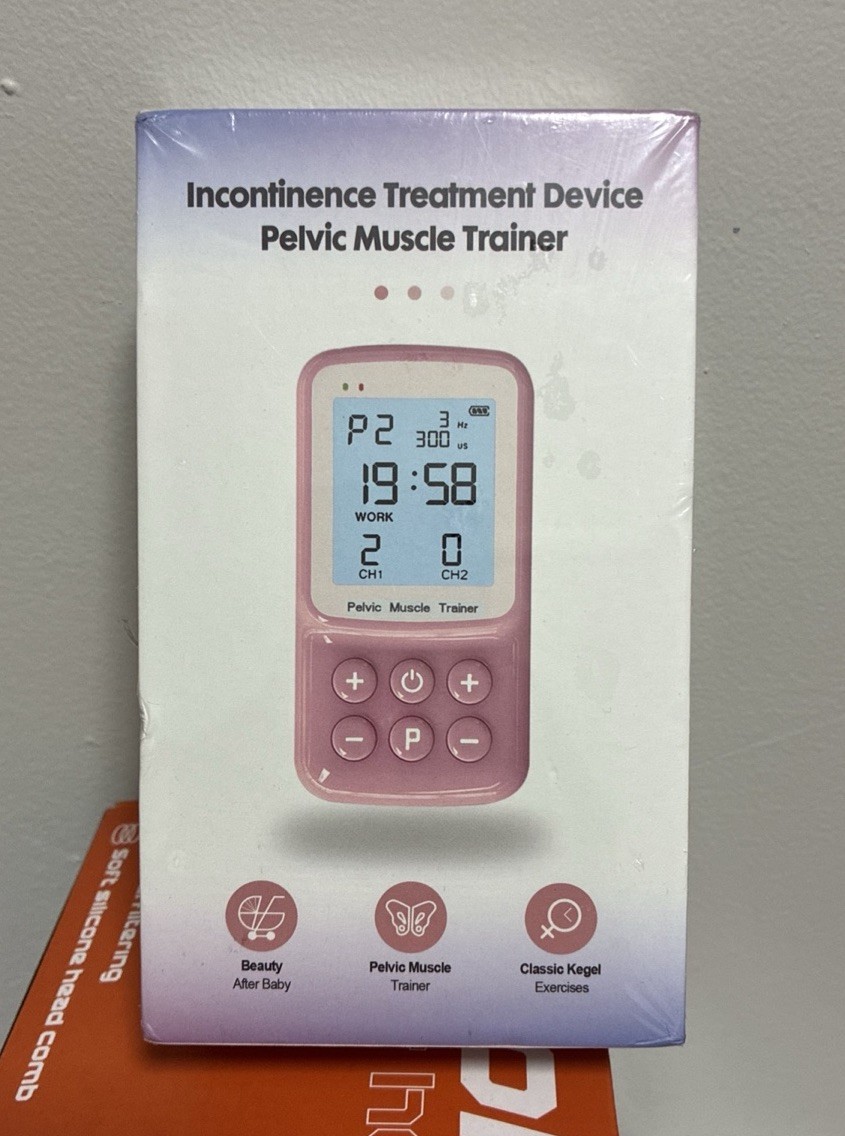 Incontinence Treatment Device
Pelvic Muscle Trainer
P2
3 Hz
300 us
19:58
WORK
2 0
CH1 CH2
Pelvic Muscle Trainer
+ +
− P −
Beauty
After Baby
Pelvic Muscle
Trainer
Classic Kegel
Exercises
soft silicone head comb